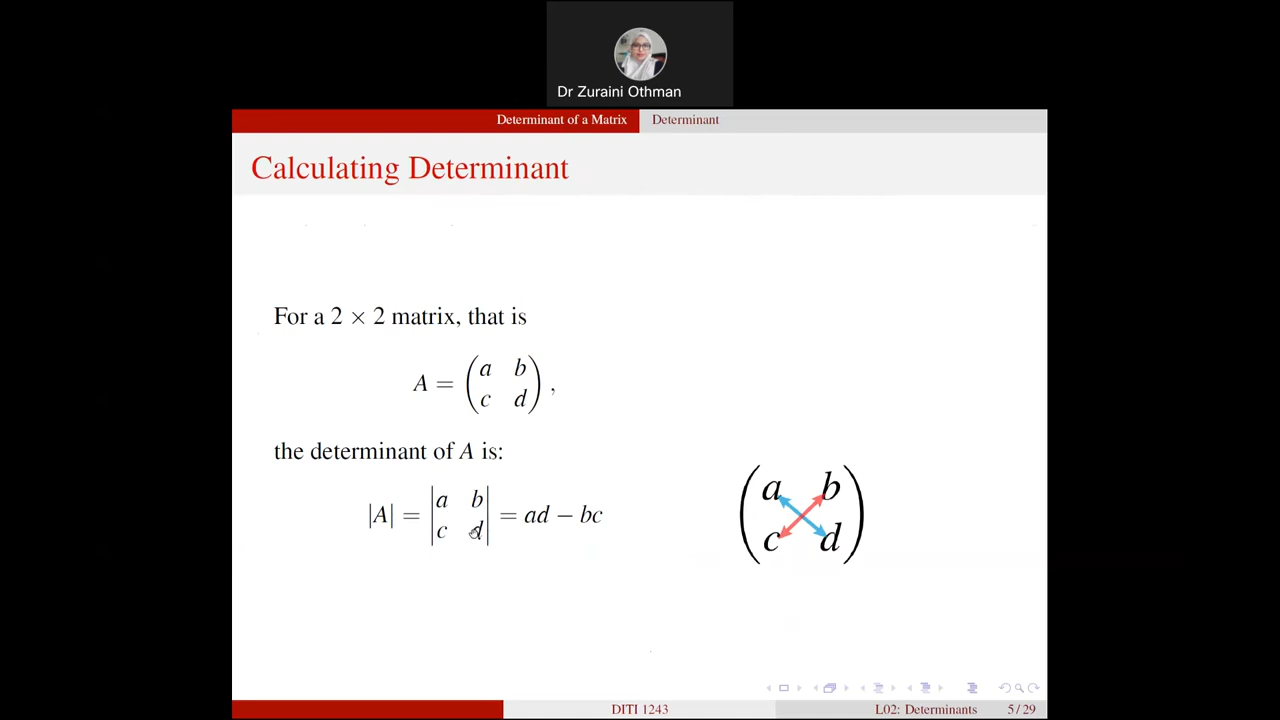 Dr Zuraini Othman
Determinant of a Matrix Determinant
Calculating Determinant
For a 2 × 2 matrix, that is
A = (a b
c d),
the determinant of A is:
|A| = |a b
c d| = ad − bc
(a b
c d)
DITI 1243 L02: Determinants 5 / 29